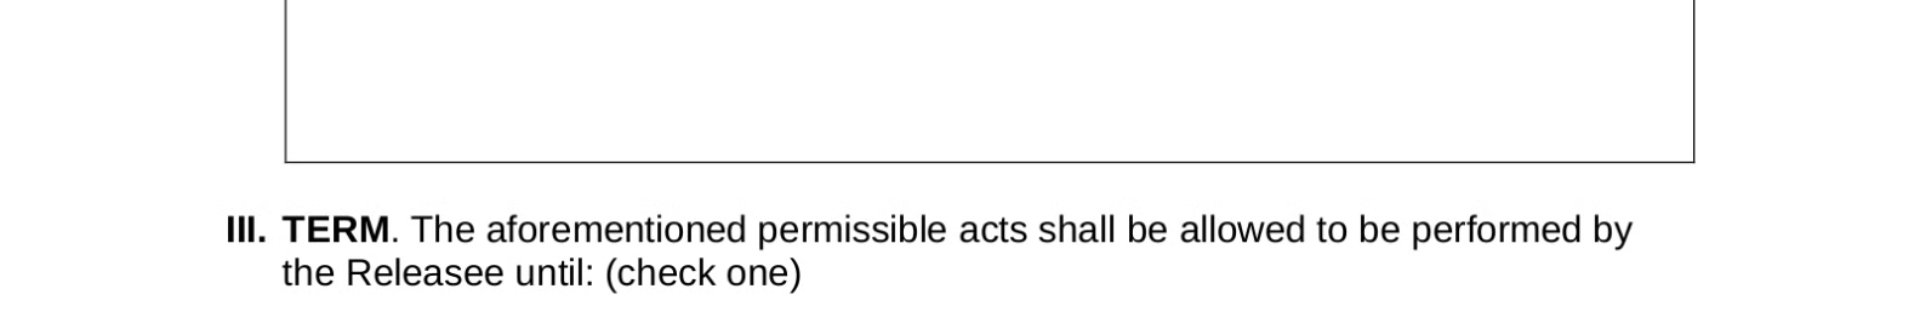 III. TERM. The aforementioned permissible acts shall be allowed to be performed by
the Releasee until: (check one)